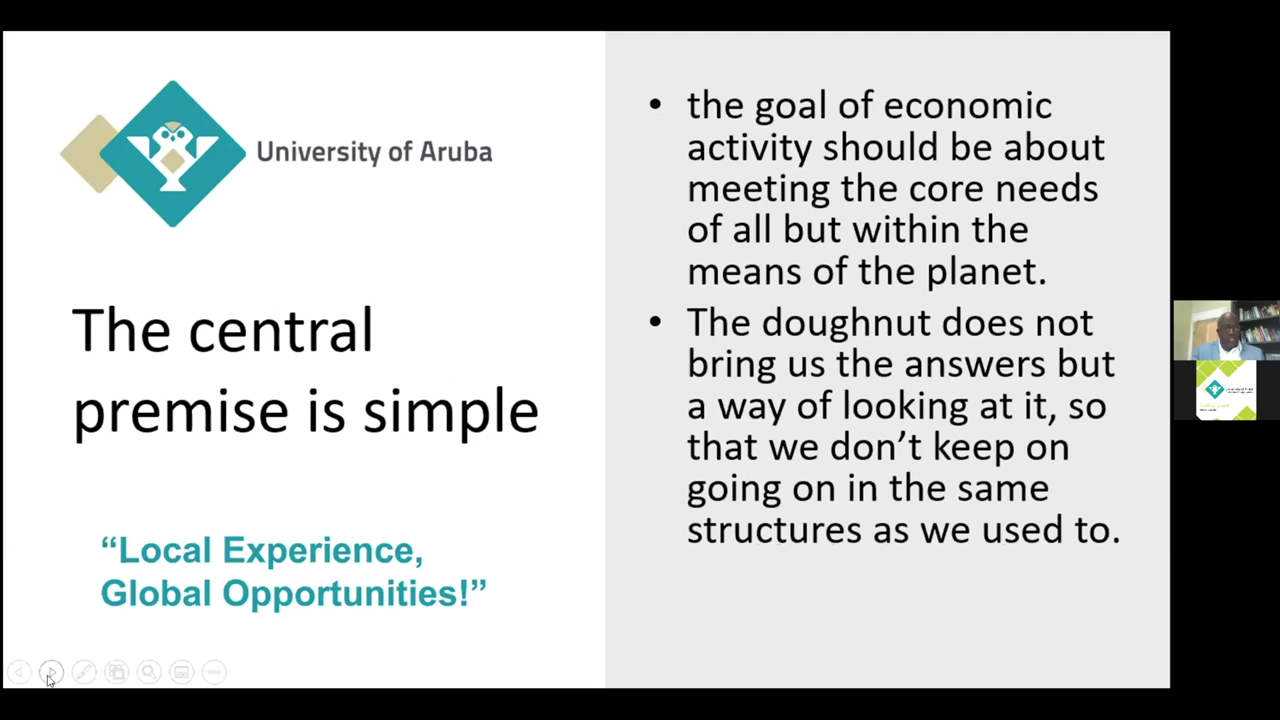 University of Aruba
The central
premise is simple
“Local Experience,
Global Opportunities!”
• the goal of economic
activity should be about
meeting the core needs
of all but within the
means of the planet.
• The doughnut does not
bring us the answers but
a way of looking at it, so
that we don’t keep on
going on in the same
structures as we used to.